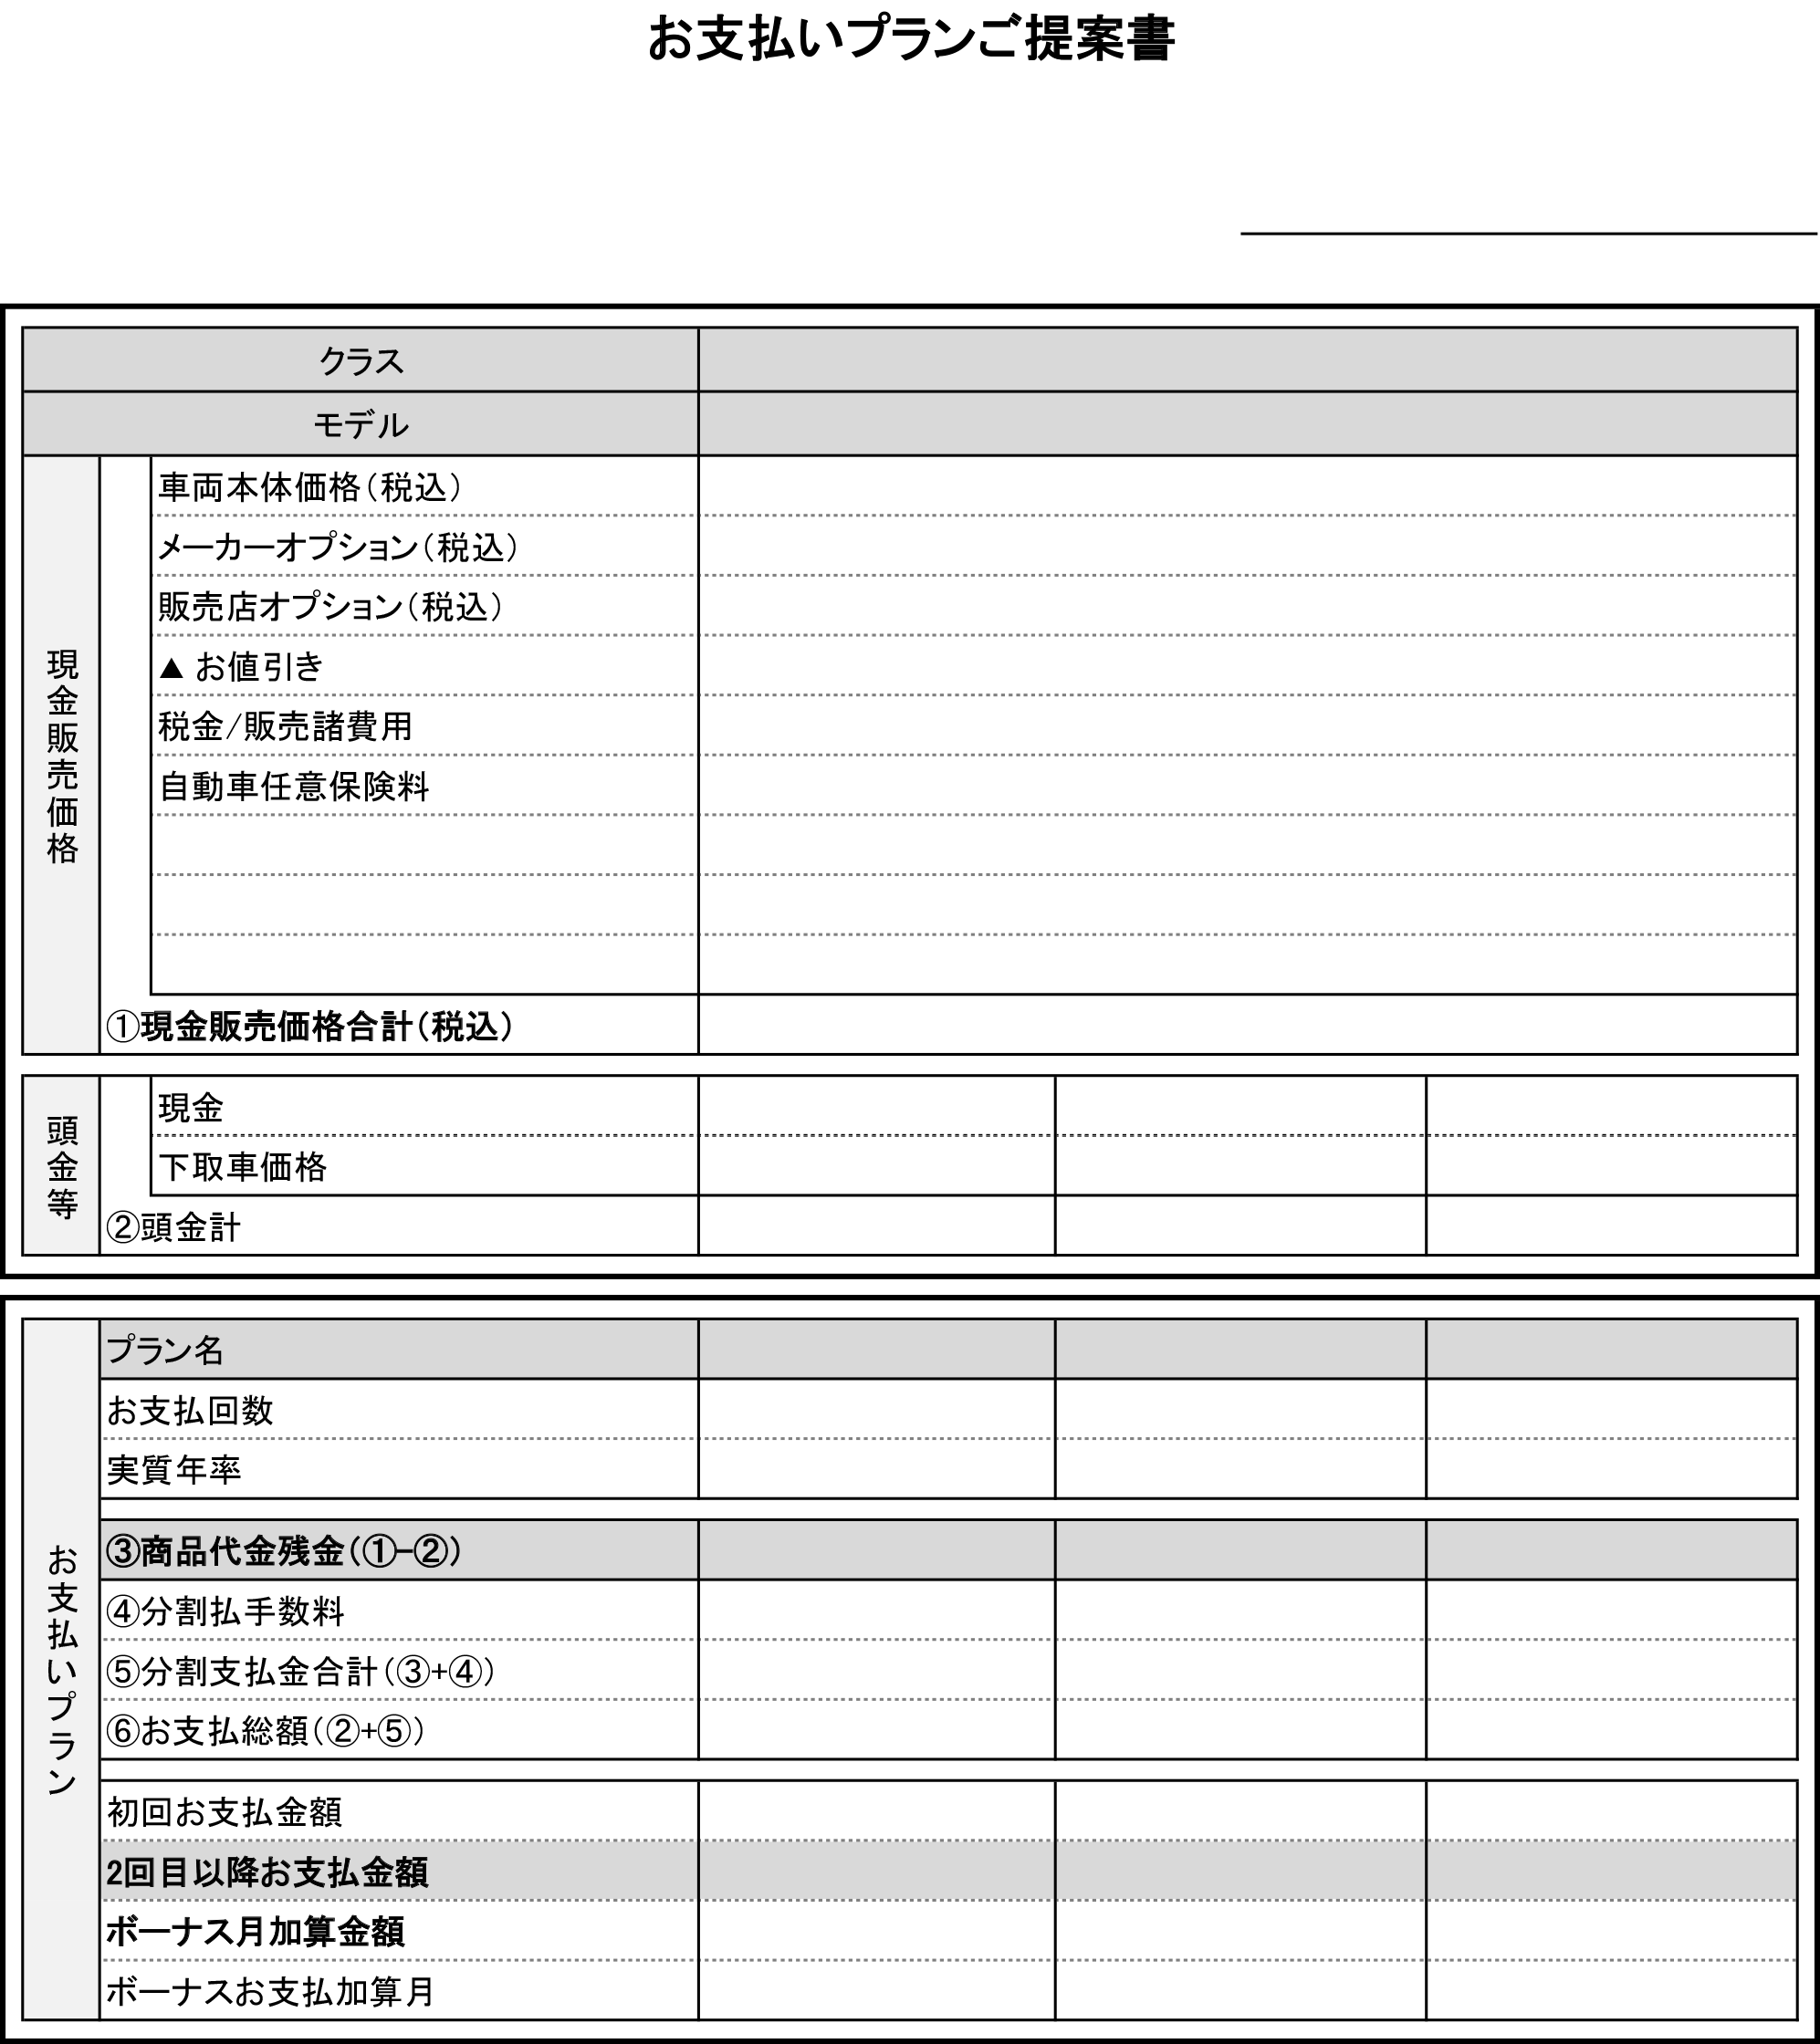 お支払いプランご提案書
クラス
モデル
現金販売価格
車両本体価格（税込）
メーカーオプション（税込）
販売店オプション（税込）
▲ お値引き
税金/販売諸費用
自動車任意保険料
①現金販売価格合計（税込）
頭金等
現金
下取車価格
②頭金計
お支払いプラン
プラン名
お支払回数
実質年率
③商品代金残金（①-②）
④分割払手数料
⑤分割支払金合計（③+④）
⑥お支払総額（②+⑤）
初回お支払金額
2回目以降お支払金額
ボーナス月加算金額
ボーナスお支払加算月